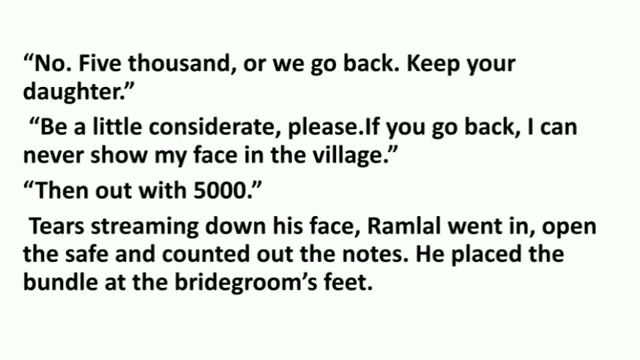 “No. Five thousand, or we go back. Keep your
daughter.”
“Be a little considerate, please.If you go back, I can
never show my face in the village.”
“Then out with 5000.”
Tears streaming down his face, Ramlal went in, open
the safe and counted out the notes. He placed the
bundle at the bridegroom’s feet.